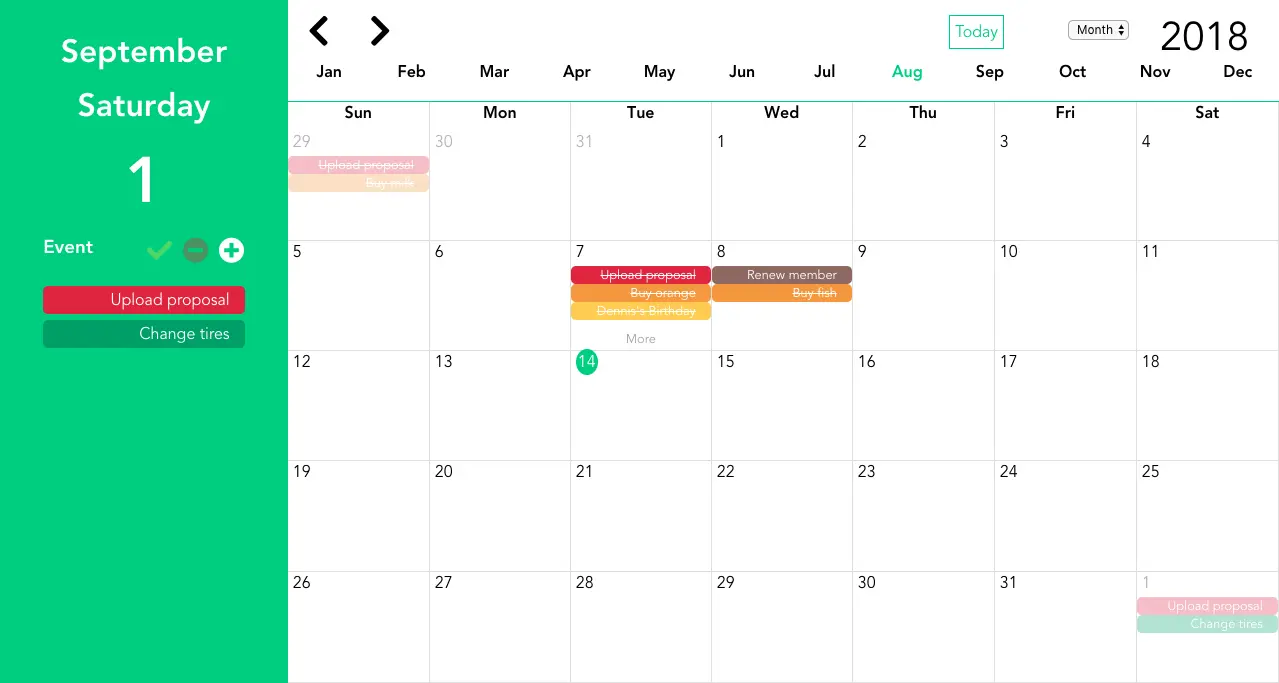 September
Saturday
1
Event
Upload proposal
Change tires
Today
Month
2018
Jan Feb Mar Apr May Jun Jul Aug Sep Oct Nov Dec
Sun Mon Tue Wed Thu Fri Sat
29 30 31 1 2 3 4
Upload proposal
Buy milk
5 6 7 8 9 10 11
Upload proposal Renew member
Buy orange Buy fish
Dennis's Birthday
More
12 13 14 15 16 17 18
19 20 21 22 23 24 25
26 27 28 29 30 31 1
Upload proposal
Change tires